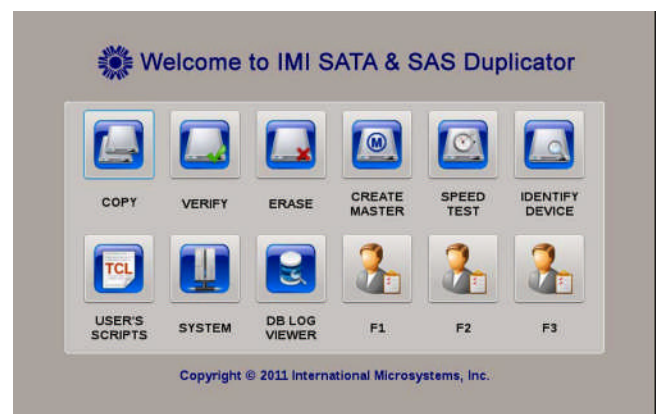 Welcome to IMI SATA & SAS Duplicator
M
COPY
VERIFY
ERASE
CREATE
MASTER
SPEED
TEST
IDENTIFY
DEVICE
TCL
USER'S
SCRIPTS
SYSTEM
DB LOG
VIEWER
F1
F2
F3
Copyright © 2011 International Microsystems, Inc.